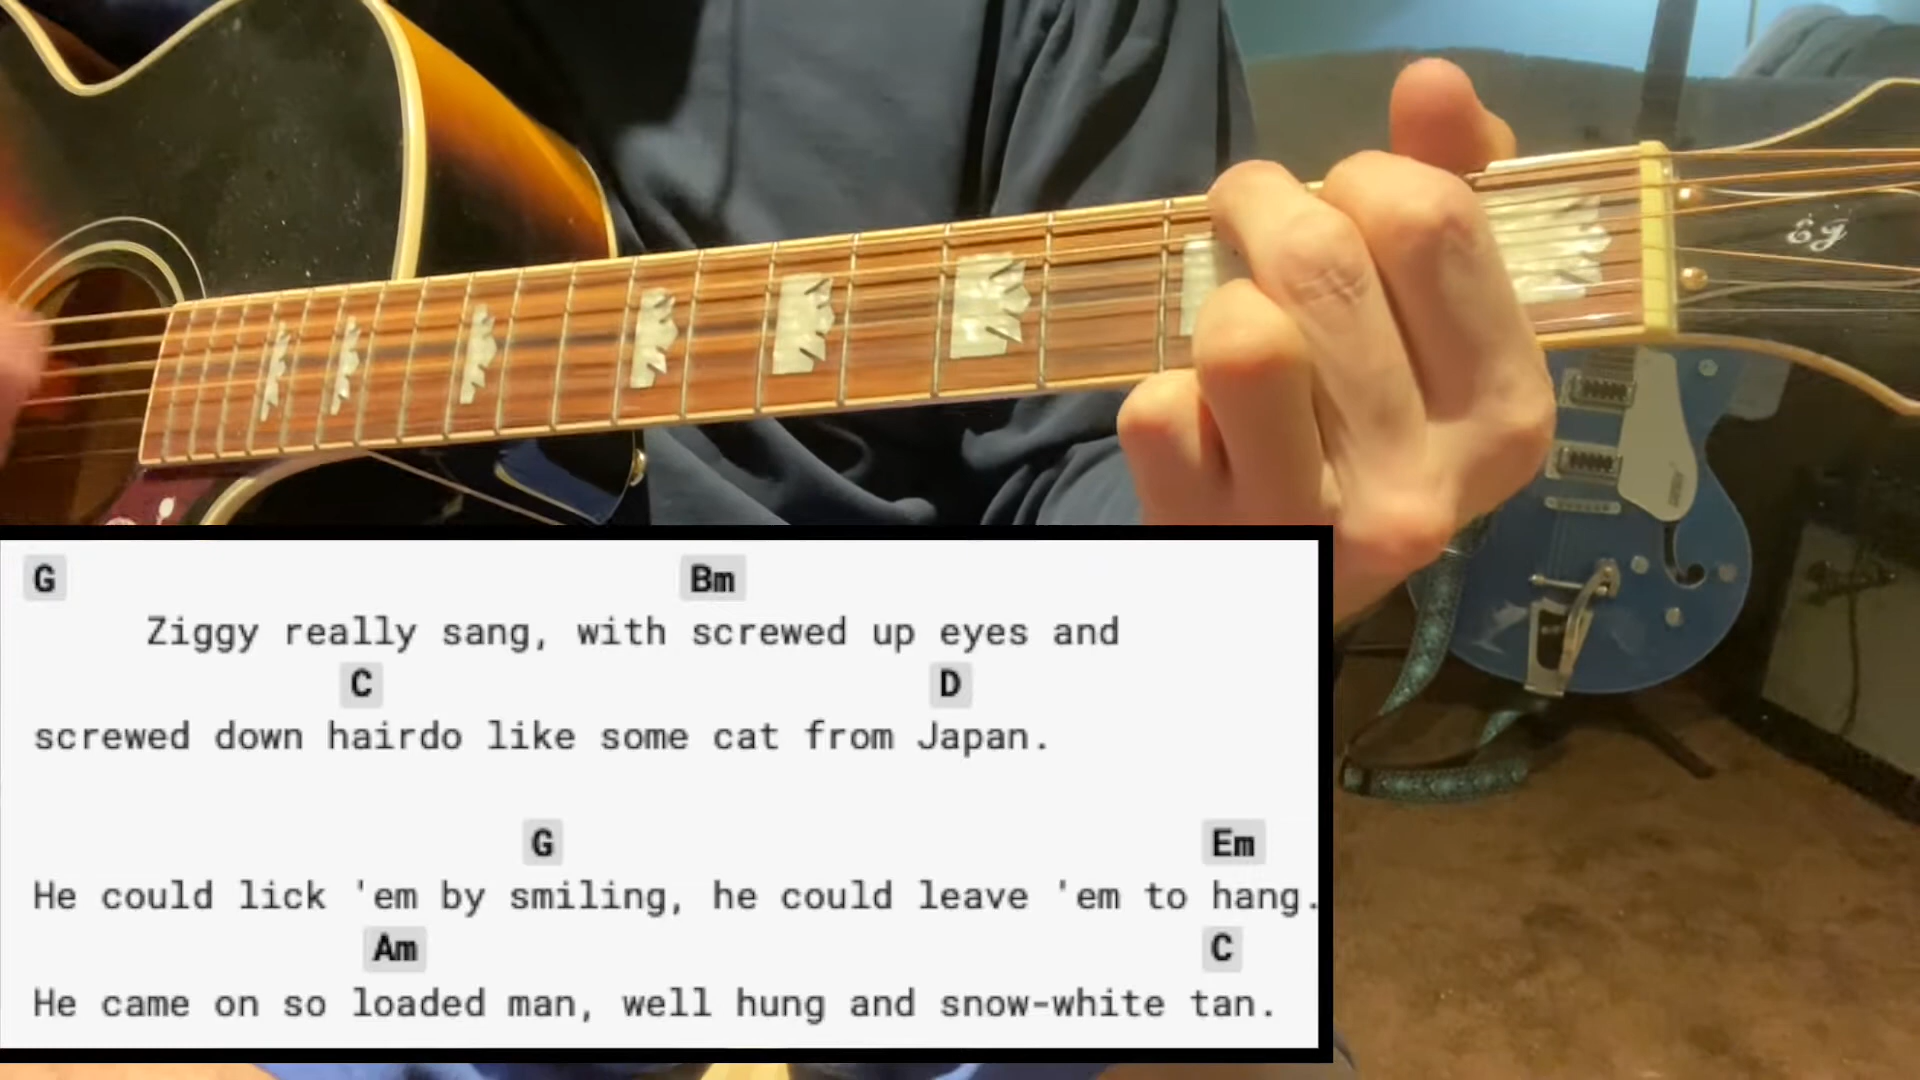 G Bm
Ziggy really sang, with screwed up eyes and
C D
screwed down hairdo like some cat from Japan.
G Em
He could lick 'em by smiling, he could leave 'em to hang.
Am C
He came on so loaded man, well hung and snow-white tan.